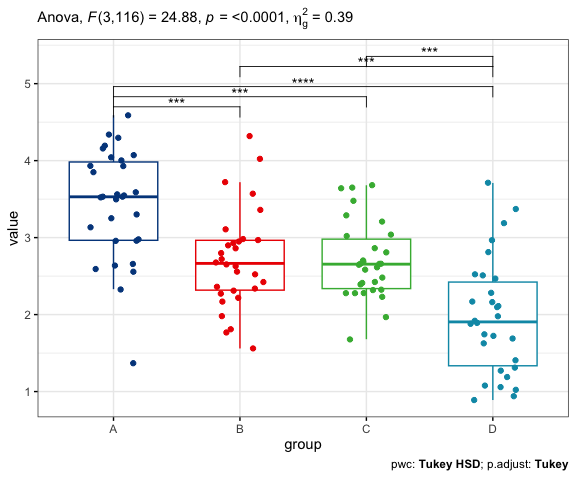 Anova, F(3,116) = 24.88, p = <0.0001, η²g = 0.39
***
***
****
***
***
5
4
3
2
1
value
A B C D
group
pwc: Tukey HSD; p.adjust: Tukey